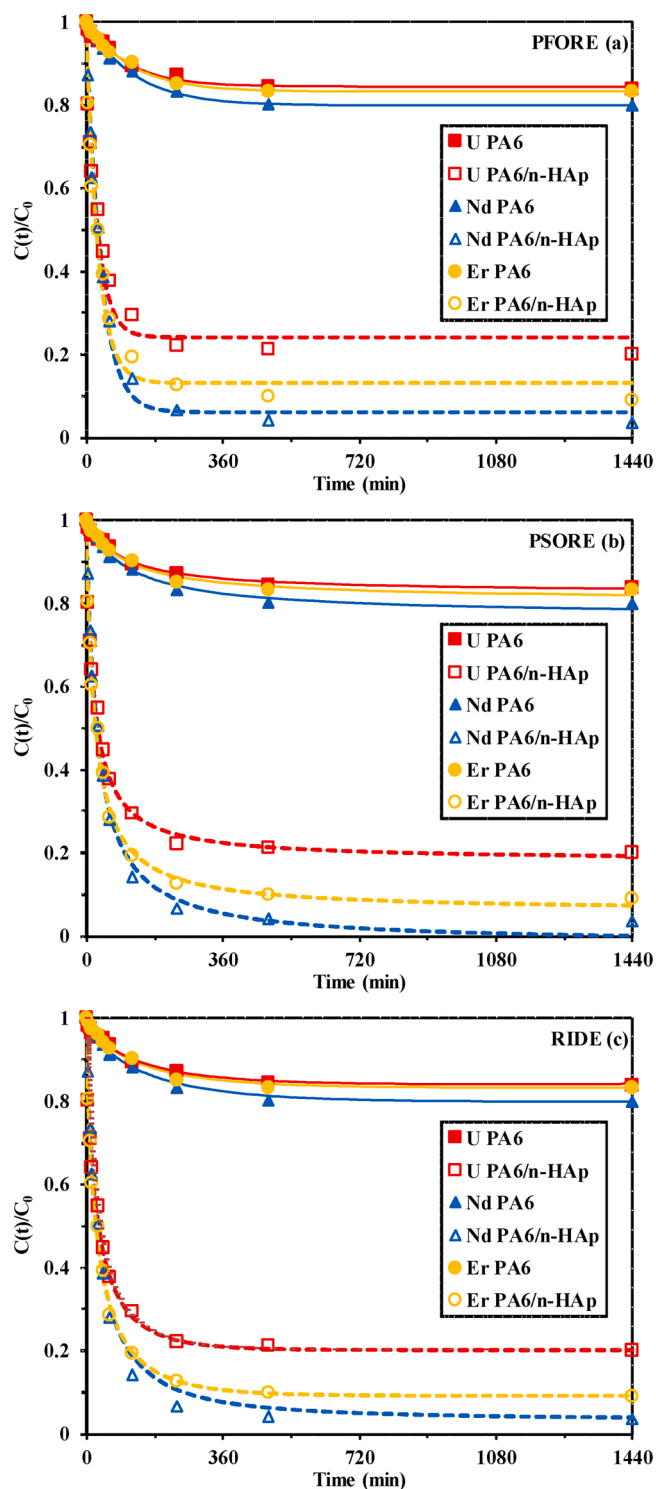 1
PFORE (a)
0.8
U PA6
U PA6/n-HAp
Nd PA6
Nd PA6/n-HAp
Er PA6
Er PA6/n-HAp
0.6
C(t)/C₀
0.4
0.2
0
0 360 720 1080 1440
Time (min)
1
PSORE (b)
0.8
U PA6
U PA6/n-HAp
Nd PA6
Nd PA6/n-HAp
Er PA6
Er PA6/n-HAp
0.6
C(t)/C₀
0.4
0.2
0
0 360 720 1080 1440
Time (min)
1
RIDE (c)
0.8
U PA6
U PA6/n-HAp
Nd PA6
Nd PA6/n-HAp
Er PA6
Er PA6/n-HAp
0.6
C(t)/C₀
0.4
0.2
0
0 360 720 1080 1440
Time (min)